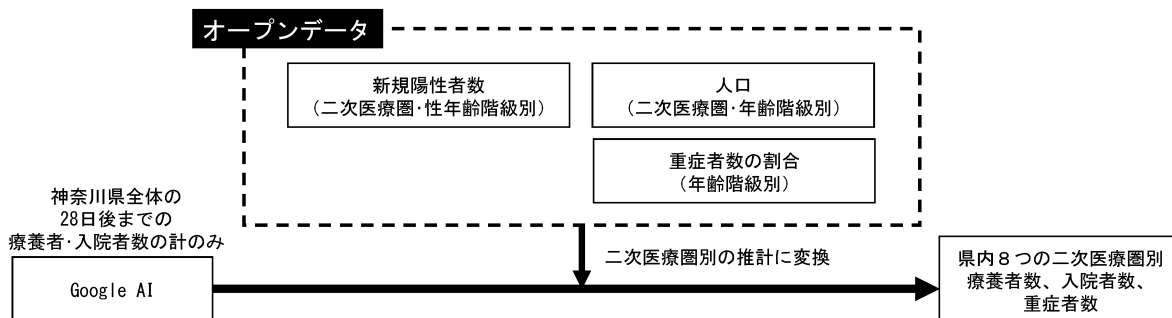 オープンデータ
新規陽性者数
(二次医療圏･性年齢階級別)
人口
(二次医療圏･年齢階級別)
重症者数の割合
(年齢階級別)
神奈川県全体の
28日後までの
療養者･入院者数の計のみ
Google AI
二次医療圏別の推計に変換
県内８つの二次医療圏別
療養者数、入院者数、
重症者数